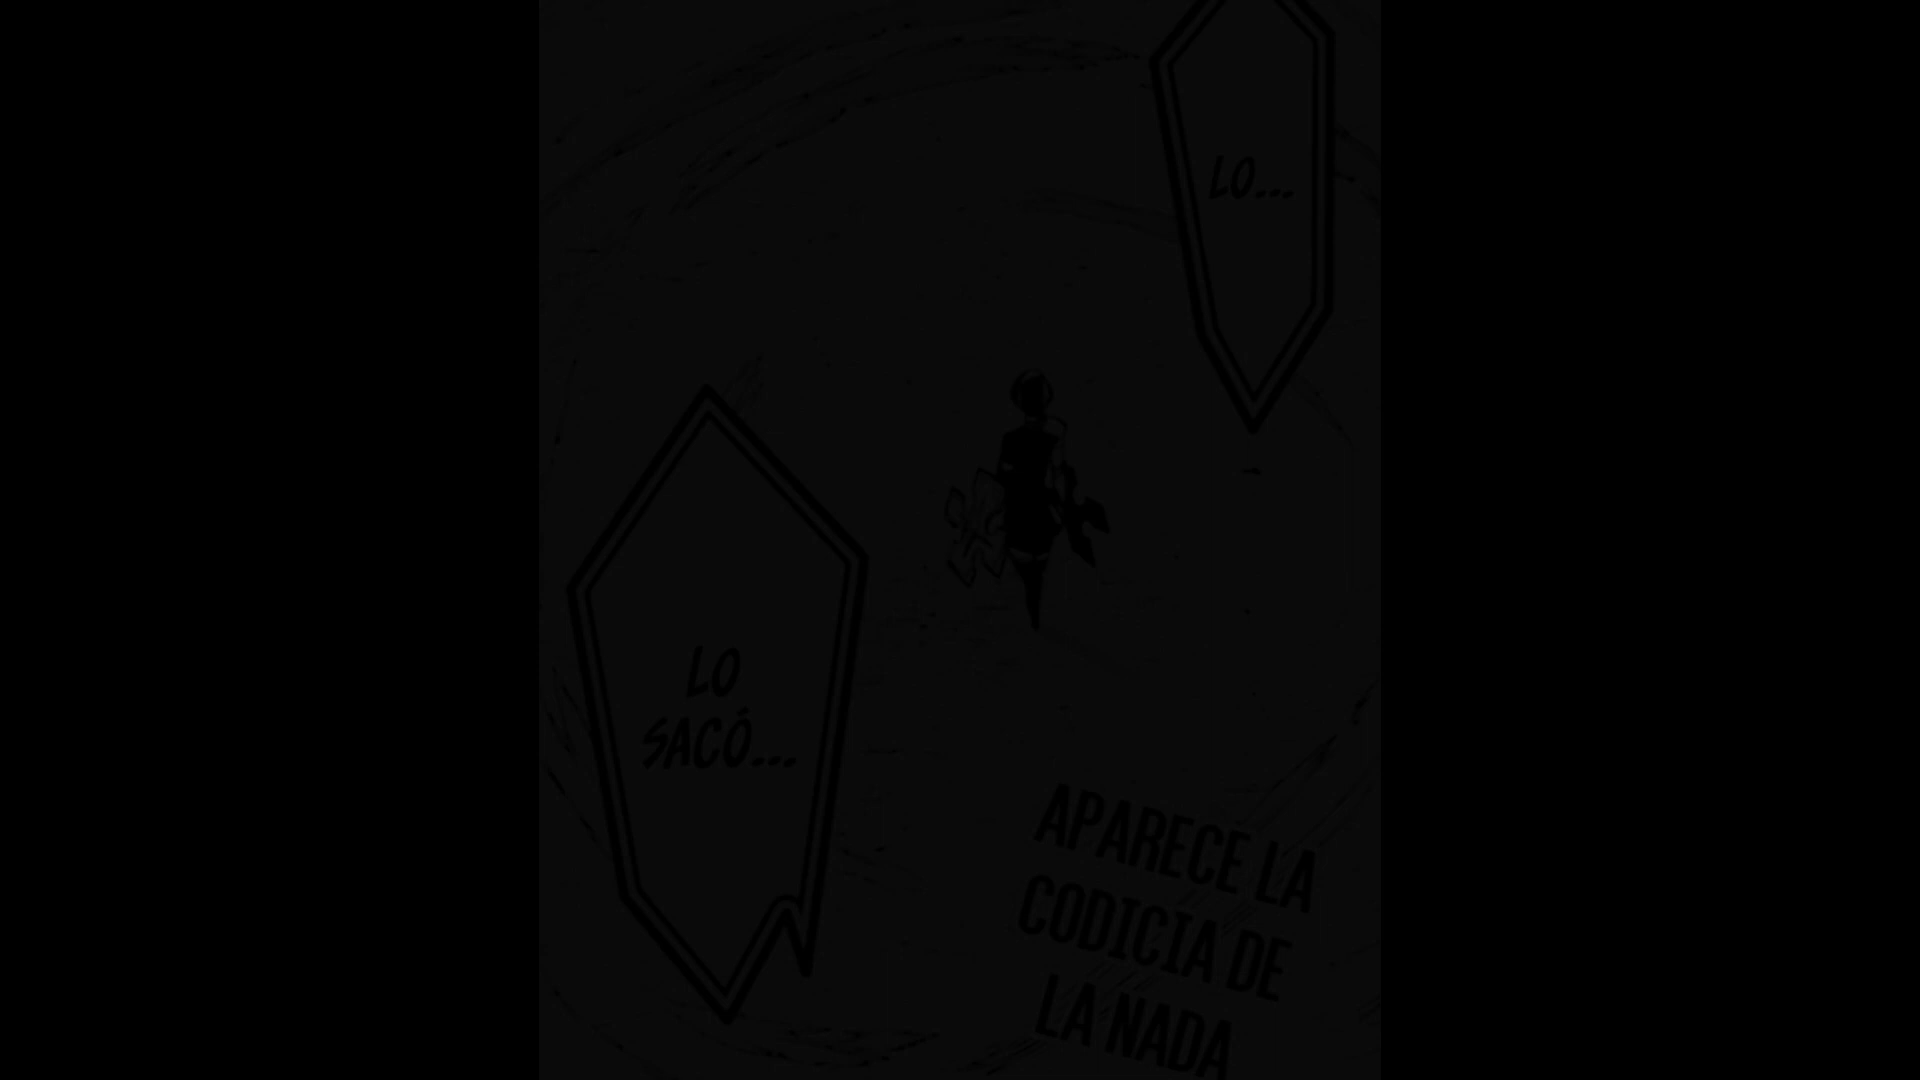 LO...
LO
SACÓ...
APARECE LA
CODICIA DE
LA NADA